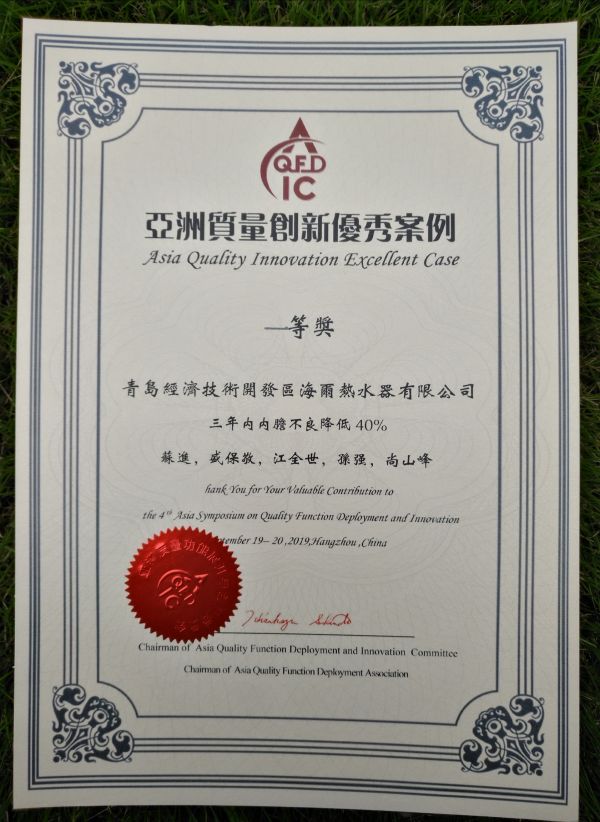 A
QFD
IC
亞洲質量創新優秀案例
Asia Quality Innovation Excellent Case
一等獎
青島經濟技術開發區海爾熱水器有限公司
三年内内膽不良降低40%
蘇進，盛保敬，江全世，孫强，尚山峰
hank You for Your Valuable Contribution to
the 4th Asia Symposium on Quality Function Deployment and Innovation
tember 19– 20 ,2019,Hangzhou ,China
Chairman of Asia Quality Function Deployment and Innovation Committee
Chairman of Asia Quality Function Deployment Association